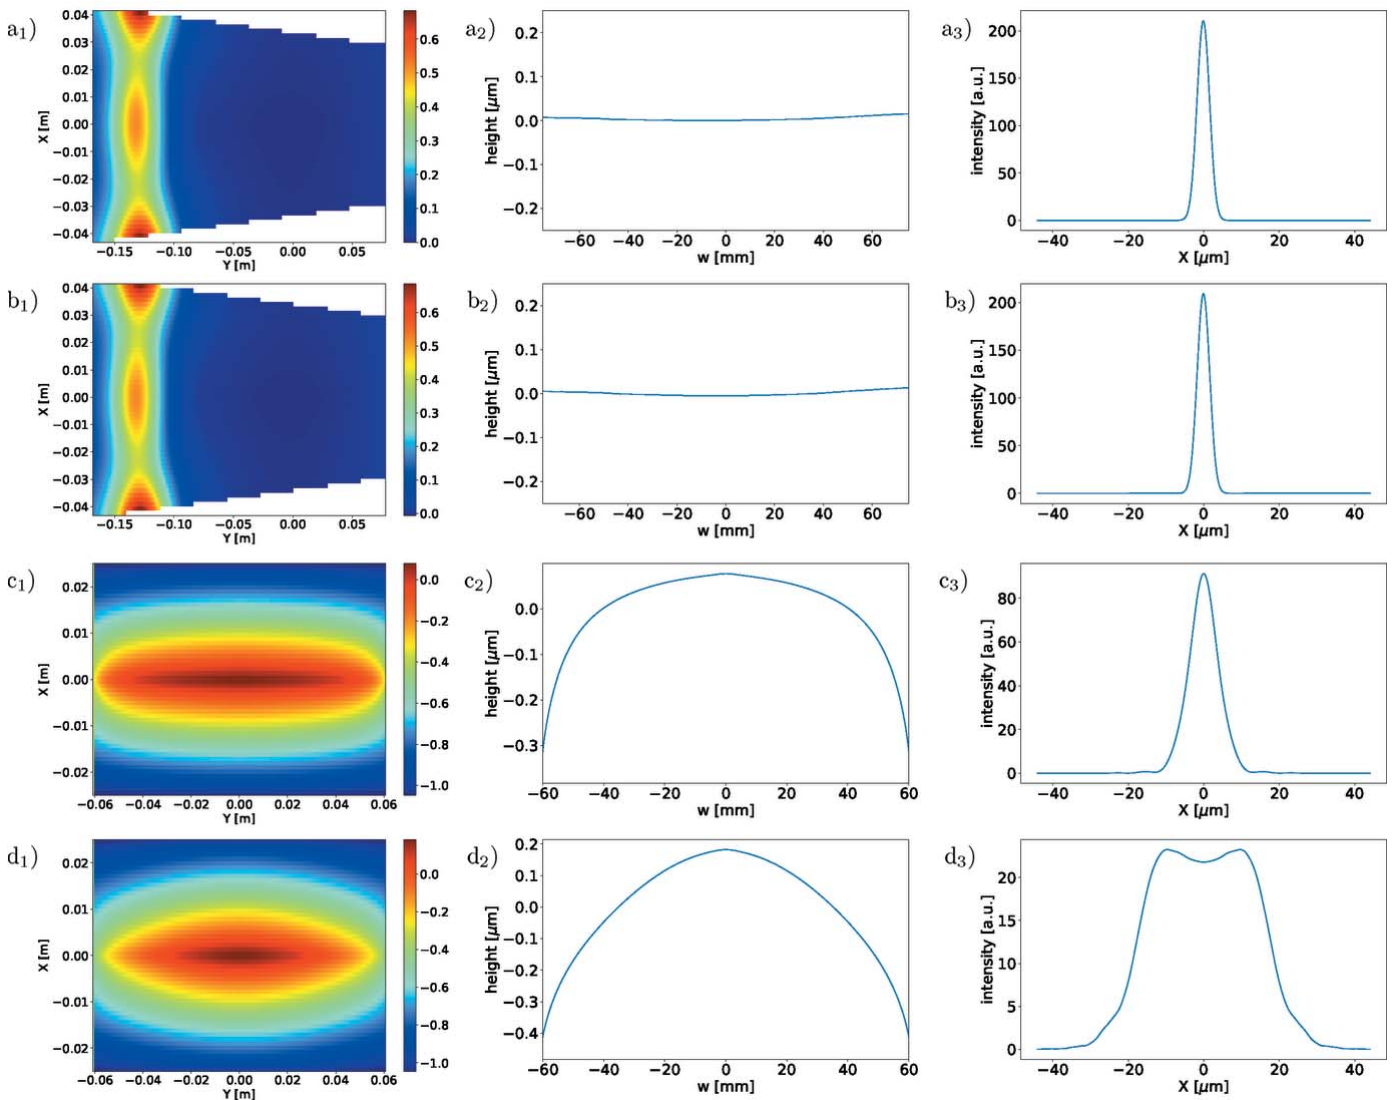 a₁)
0.04
0.03
0.02
0.01
0.00
−0.01
−0.02
−0.03
−0.04
X [m]
−0.15 −0.10 −0.05 0.00 0.05
Y [m]
0.6
0.5
0.4
0.3
0.2
0.1
0.0
a₂)
0.2
0.1
0.0
−0.1
−0.2
height [μm]
−60 −40 −20 0 20 40 60
w [mm]
a₃)
200
150
100
50
0
intensity [a.u.]
−40 −20 0 20 40
X [μm]
b₁)
0.04
0.03
0.02
0.01
0.00
−0.01
−0.02
−0.03
−0.04
X [m]
−0.15 −0.10 −0.05 0.00 0.05
Y [m]
0.6
0.5
0.4
0.3
0.2
0.1
0.0
b₂)
0.2
0.1
0.0
−0.1
−0.2
height [μm]
−60 −40 −20 0 20 40 60
w [mm]
b₃)
200
150
100
50
0
intensity [a.u.]
−40 −20 0 20 40
X [μm]
c₁)
0.02
0.01
0.00
−0.01
−0.02
X [m]
−0.06 −0.04 −0.02 0.00 0.02 0.04 0.06
Y [m]
0.0
−0.2
−0.4
−0.6
−0.8
−1.0
c₂)
0.0
−0.1
−0.2
−0.3
height [μm]
−60 −40 −20 0 20 40 60
w [mm]
c₃)
80
60
40
20
0
intensity [a.u.]
−40 −20 0 20 40
X [μm]
d₁)
0.02
0.01
0.00
−0.01
−0.02
X [m]
−0.06 −0.04 −0.02 0.00 0.02 0.04 0.06
Y [m]
0.0
−0.2
−0.4
−0.6
−0.8
−1.0
d₂)
0.2
0.1
0.0
−0.1
−0.2
−0.3
−0.4
height [μm]
−60 −40 −20 0 20 40 60
w [mm]
d₃)
20
15
10
5
0
intensity [a.u.]
−40 −20 0 20 40
X [μm]